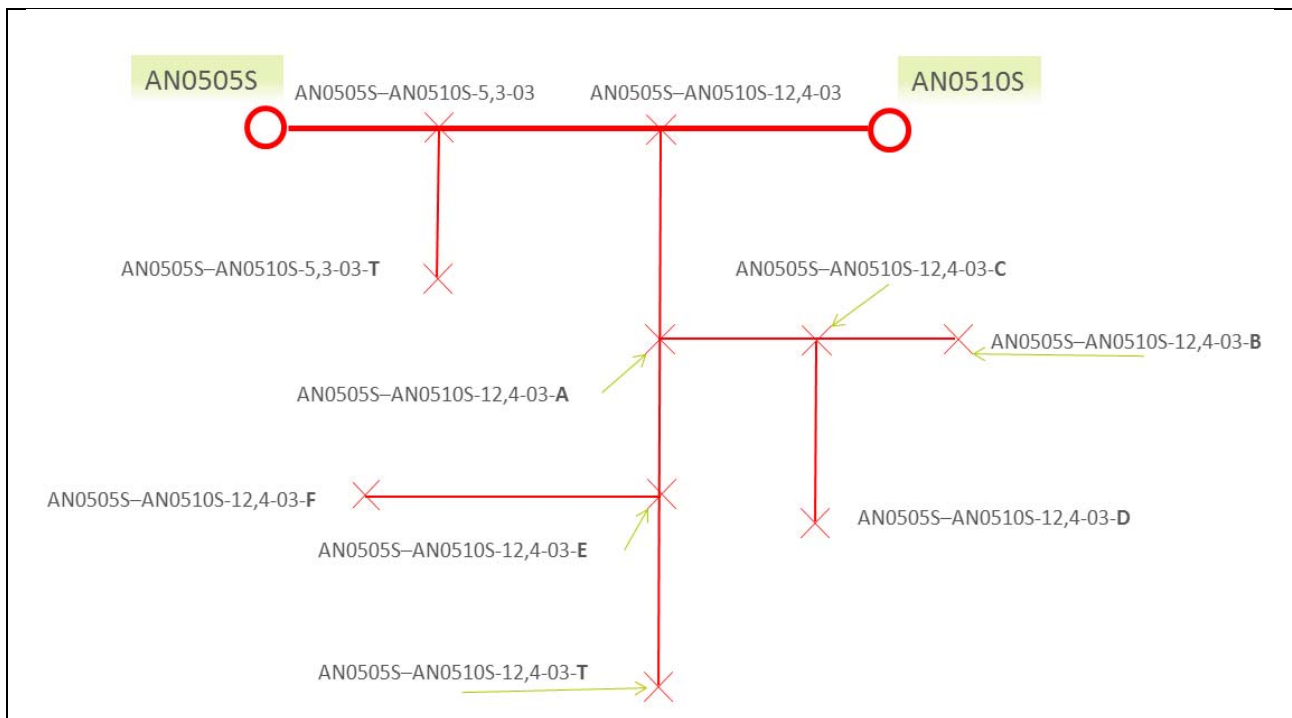 AN0505S
AN0510S
AN0505S–AN0510S-5,3-03
AN0505S–AN0510S-12,4-03
AN0505S–AN0510S-5,3-03-T
AN0505S–AN0510S-12,4-03-C
AN0505S–AN0510S-12,4-03-B
AN0505S–AN0510S-12,4-03-A
AN0505S–AN0510S-12,4-03-F
AN0505S–AN0510S-12,4-03-D
AN0505S–AN0510S-12,4-03-E
AN0505S–AN0510S-12,4-03-T